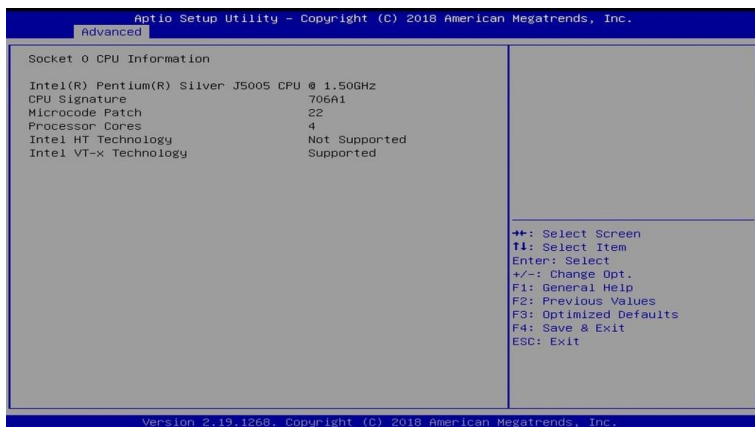 Aptio Setup Utility – Copyright (C) 2018 American Megatrends, Inc.
Advanced
Socket 0 CPU Information
Intel(R) Pentium(R) Silver J5005 CPU @ 1.50GHz
CPU Signature 706A1
Microcode Patch 22
Processor Cores 4
Intel HT Technology Not Supported
Intel VT-x Technology Supported
→←: Select Screen
↑↓: Select Item
Enter: Select
+/-: Change Opt.
F1: General Help
F2: Previous Values
F3: Optimized Defaults
F4: Save & Exit
ESC: Exit
Version 2.19.1268. Copyright (C) 2018 American Megatrends, Inc.